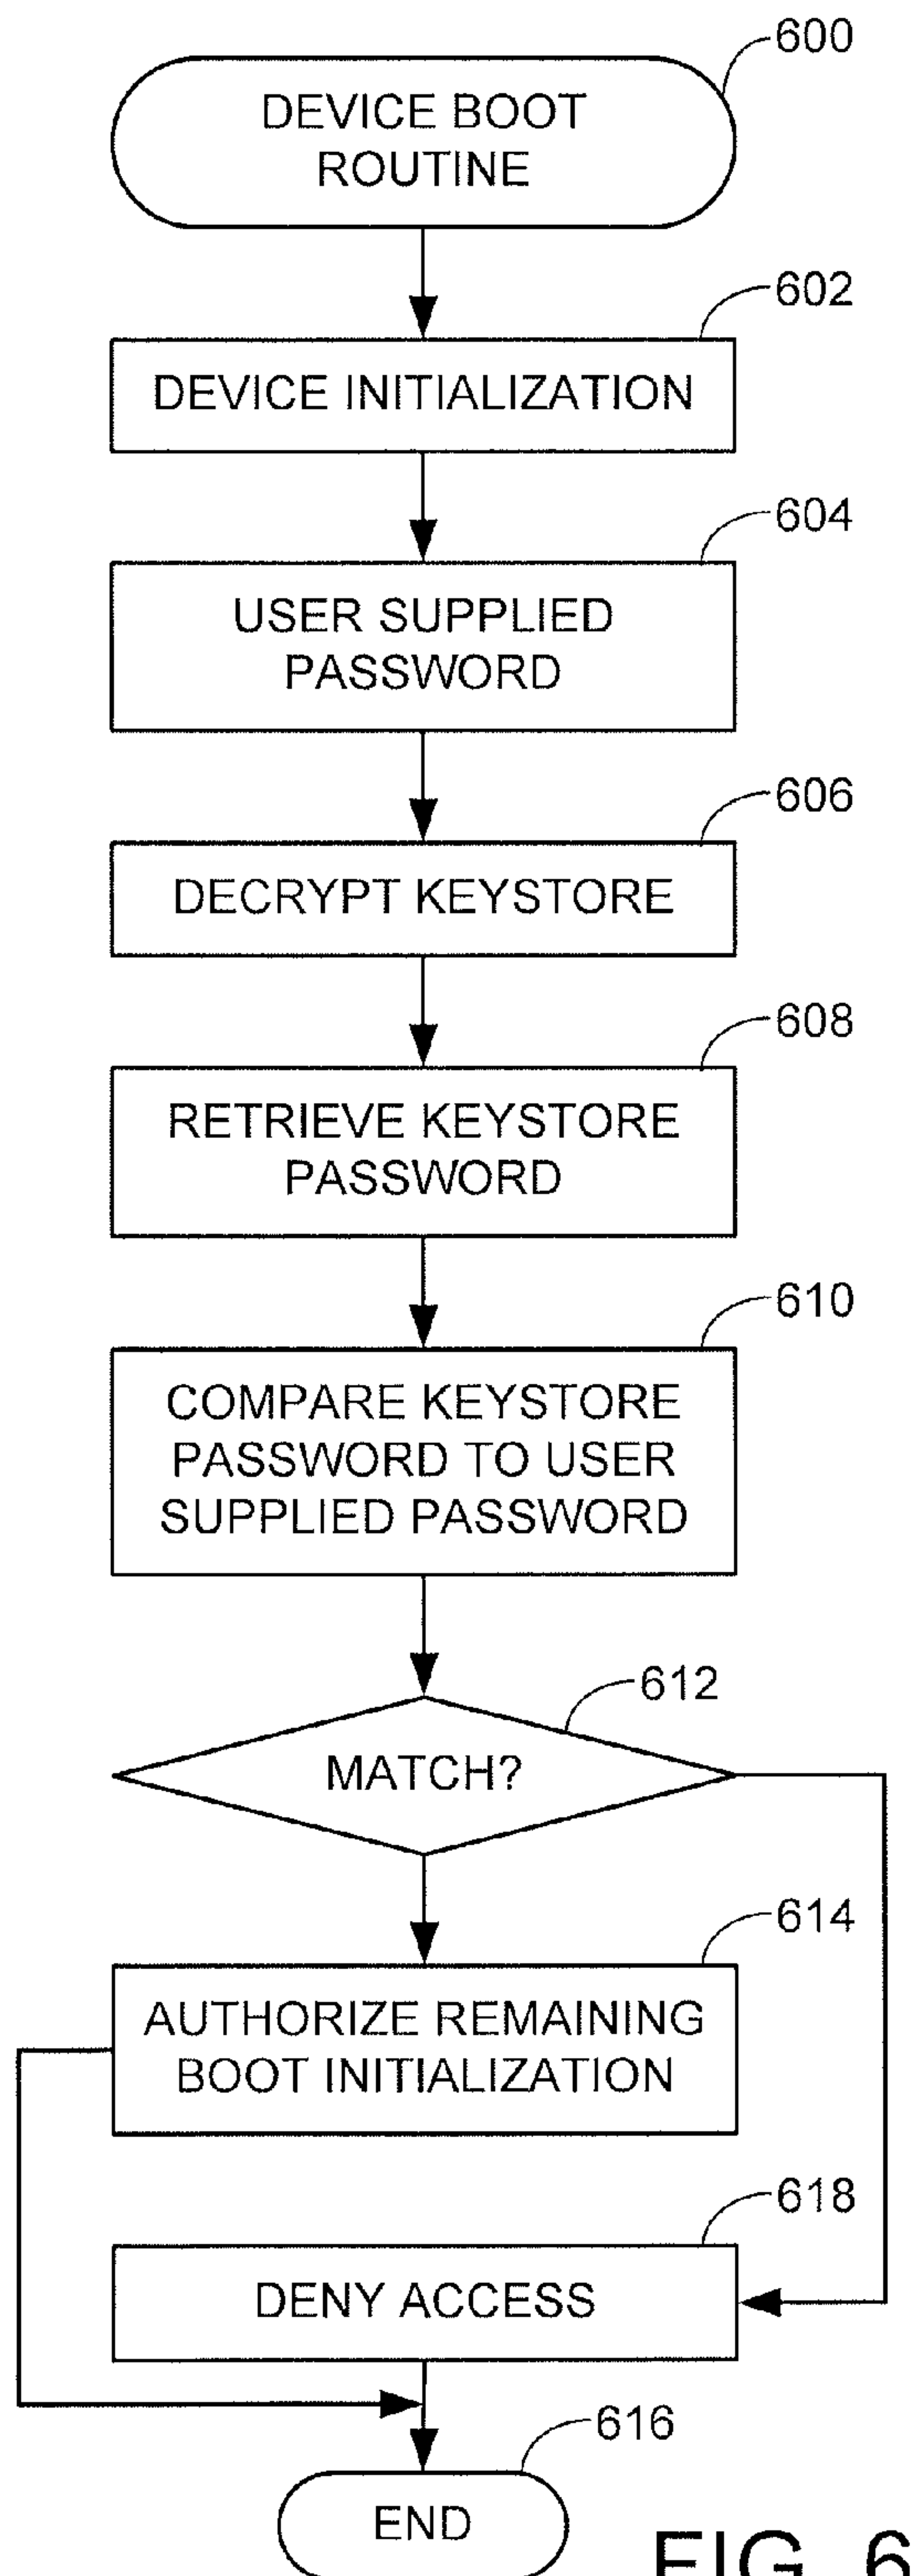 600
DEVICE BOOT
ROUTINE
602
DEVICE INITIALIZATION
604
USER SUPPLIED
PASSWORD
606
DECRYPT KEYSTORE
608
RETRIEVE KEYSTORE
PASSWORD
610
COMPARE KEYSTORE
PASSWORD TO USER
SUPPLIED PASSWORD
612
MATCH?
614
AUTHORIZE REMAINING
BOOT INITIALIZATION
618
DENY ACCESS
616
END
FIG. 6